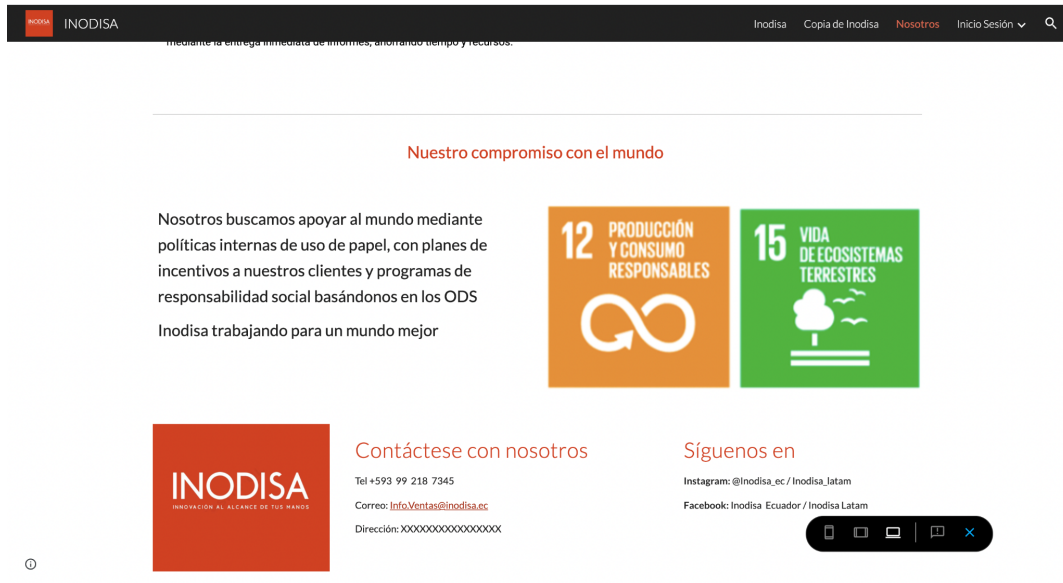 INODISA
INODISA
Inodisa
Copia de Inodisa
Nosotros
Inicio Sesión
mediante la entrega inmediata de informes, ahorrando tiempo y recursos.
Nuestro compromiso con el mundo
Nosotros buscamos apoyar al mundo mediante
políticas internas de uso de papel, con planes de
incentivos a nuestros clientes y programas de
responsabilidad social basándonos en los ODS
Inodisa trabajando para un mundo mejor
12 PRODUCCIÓN
Y CONSUMO
RESPONSABLES
15 VIDA
DE ECOSISTEMAS
TERRESTRES
INODISA
INNOVACIÓN AL ALCANCE DE TUS MANOS
Contáctese con nosotros
Tel +593 99 218 7345
Correo: Info.Ventas@inodisa.ec
Dirección: XXXXXXXXXXXXXXXXX
Síguenos en
Instagram: @Inodisa_ec / Inodisa_latam
Facebook: Inodisa Ecuador / Inodisa Latam